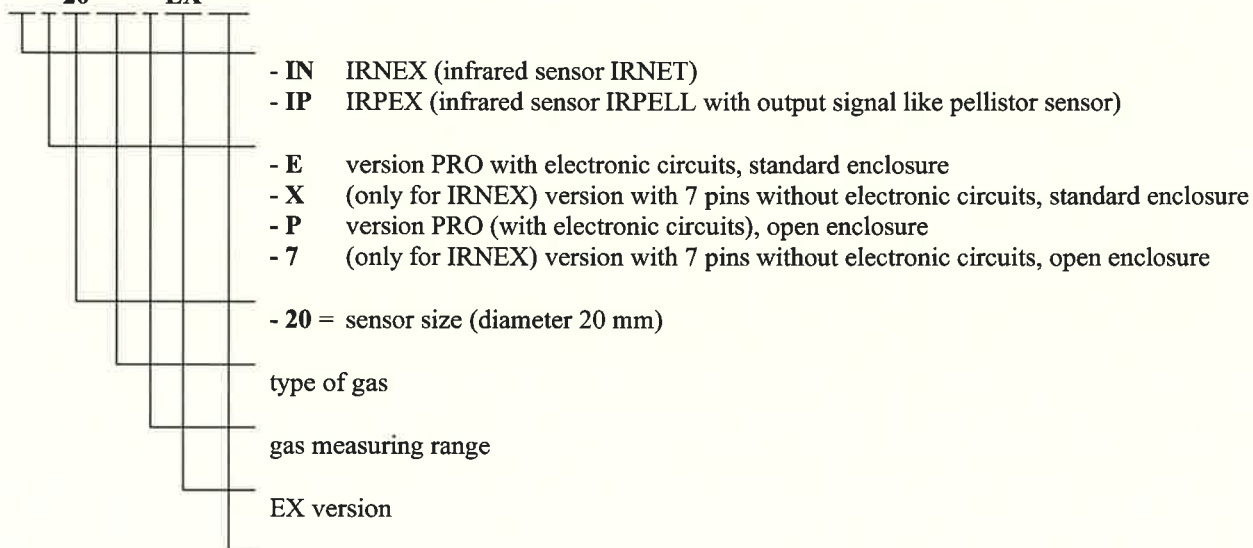 20 EX
- IN IRNEX (infrared sensor IRNET)
- IP IRPEX (infrared sensor IRPELL with output signal like pellistor sensor)
- E version PRO with electronic circuits, standard enclosure
- X (only for IRNEX) version with 7 pins without electronic circuits, standard enclosure
- P version PRO (with electronic circuits), open enclosure
- 7 (only for IRNEX) version with 7 pins without electronic circuits, open enclosure
- 20 = sensor size (diameter 20 mm)
type of gas
gas measuring range
EX version